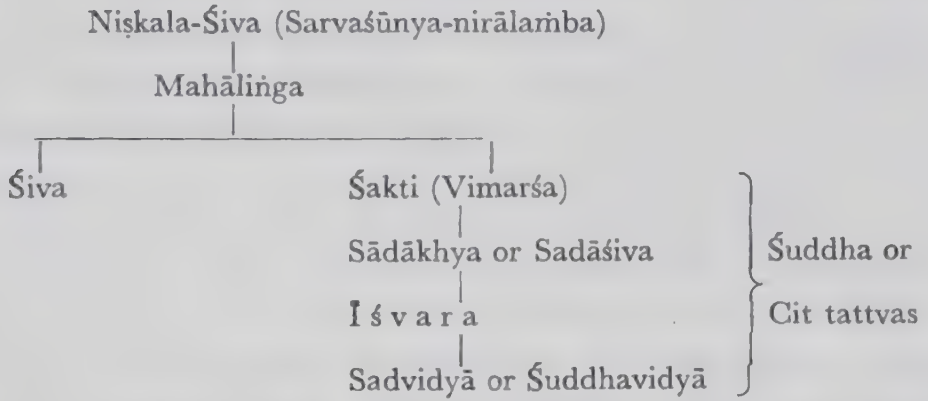 Niṣkala-Śiva (Sarvaśūnya-nirālaṁba)
Mahāliṅga
Śiva Śakti (Vimarśa)
Sādākhya or Sadāśiva
Īśvara
Sadvidyā or Śuddhavidyā
Śuddha or
Cit tattvas